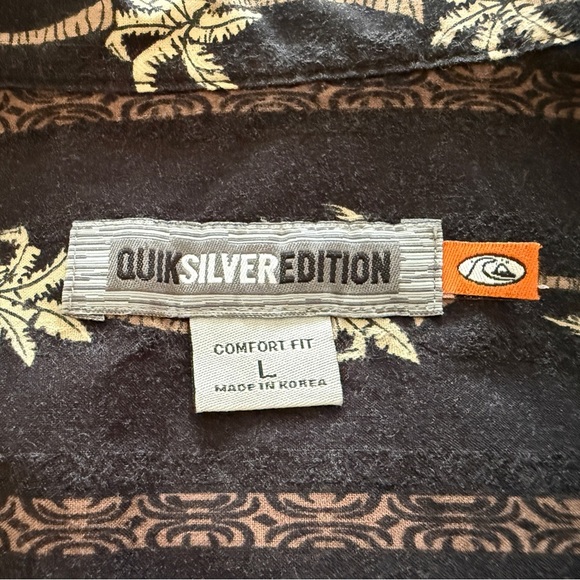 QUIKSILVEREDITION
COMFORT FIT
L
MADE IN KOREA